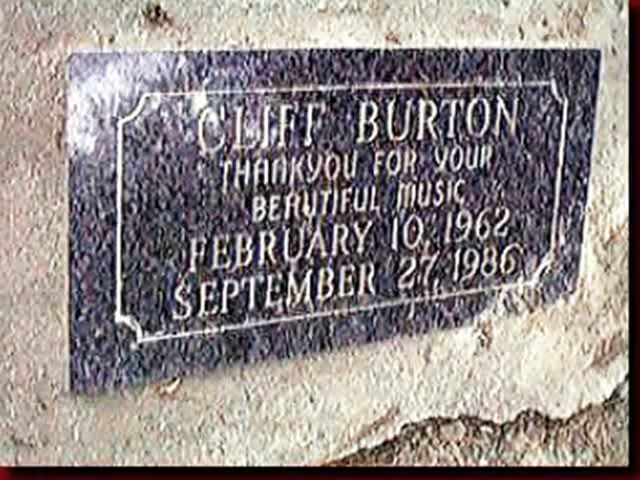 CLIFF BURTON
THANKYOU FOR YOUR
BEAUTIFUL MUSIC
FEBRUARY 10, 1962
SEPTEMBER 27, 1986